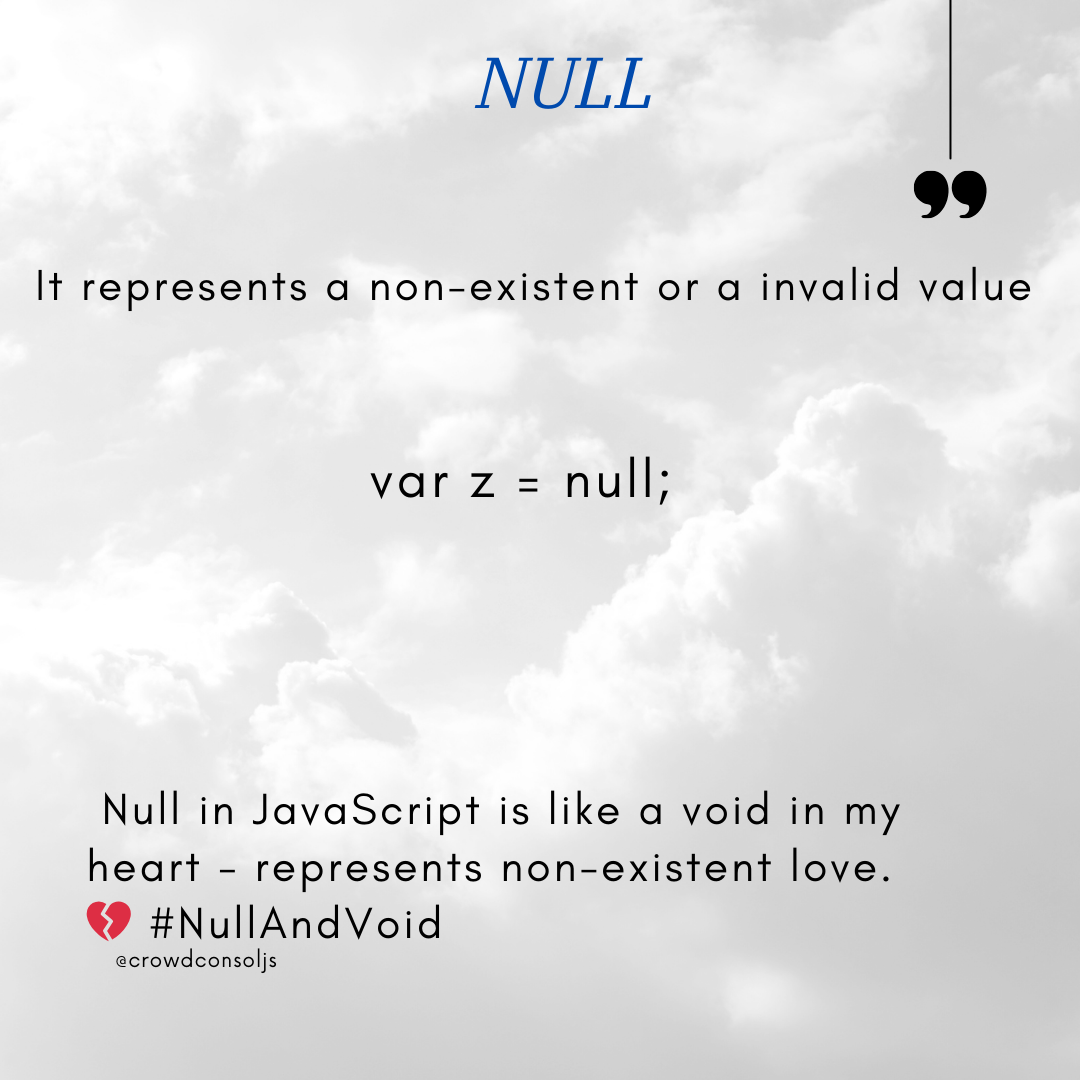 NULL
❞
It represents a non-existent or a invalid value
var z = null;
Null in JavaScript is like a void in my
heart - represents non-existent love.
💔 #NullAndVoid
@crowdconsoljs